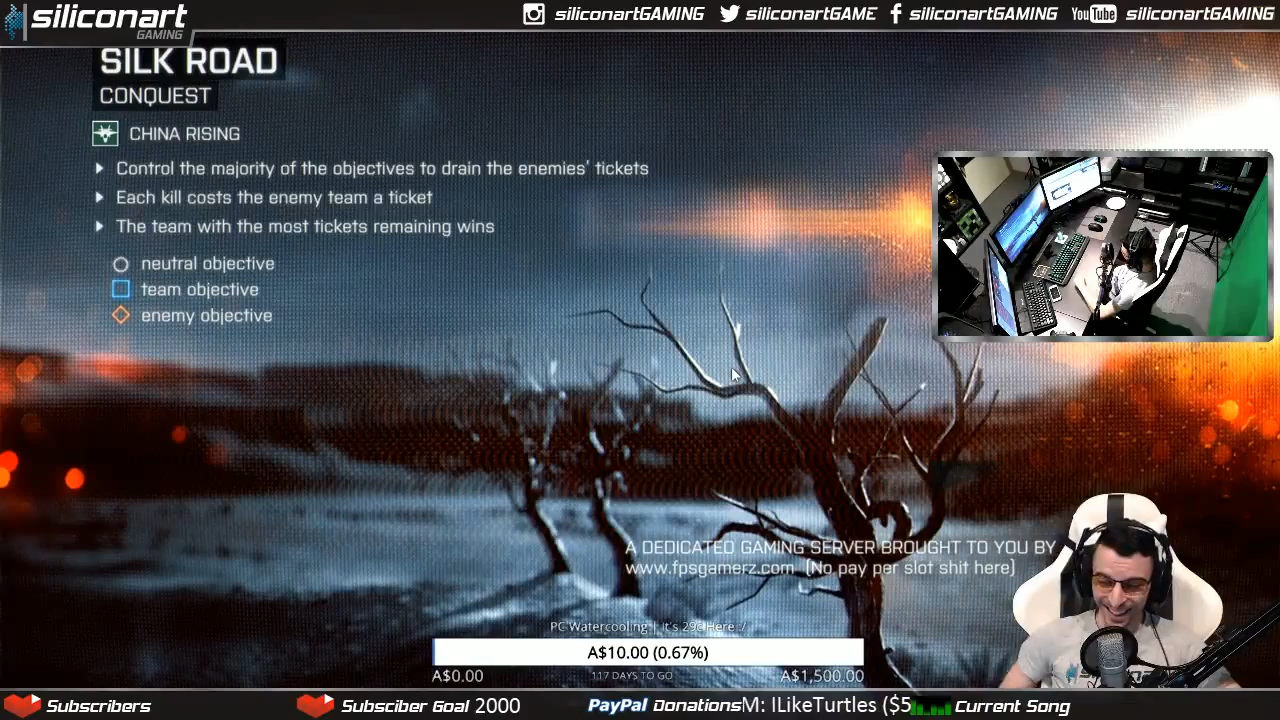 siliconart
GAMING
siliconartGAMING
siliconartGAME
siliconartGAMING
YouTube siliconartGAMING
SILK ROAD
CONQUEST
CHINA RISING
Control the majority of the objectives to drain the enemies' tickets
Each kill costs the enemy team a ticket
The team with the most tickets remaining wins
neutral objective
team objective
enemy objective
A DEDICATED GAMING SERVER BROUGHT TO YOU BY
www.fpsgamerz.com (No pay per slot shit here)
PC Watercooling | It's 29c Here :/
A$10.00 (0.67%)
A$0.00 117 DAYS TO GO A$1,500.00
Subscribers
Subsciber Goal 2000
PayPal Donations M: ILikeTurtles ($5
Current Song